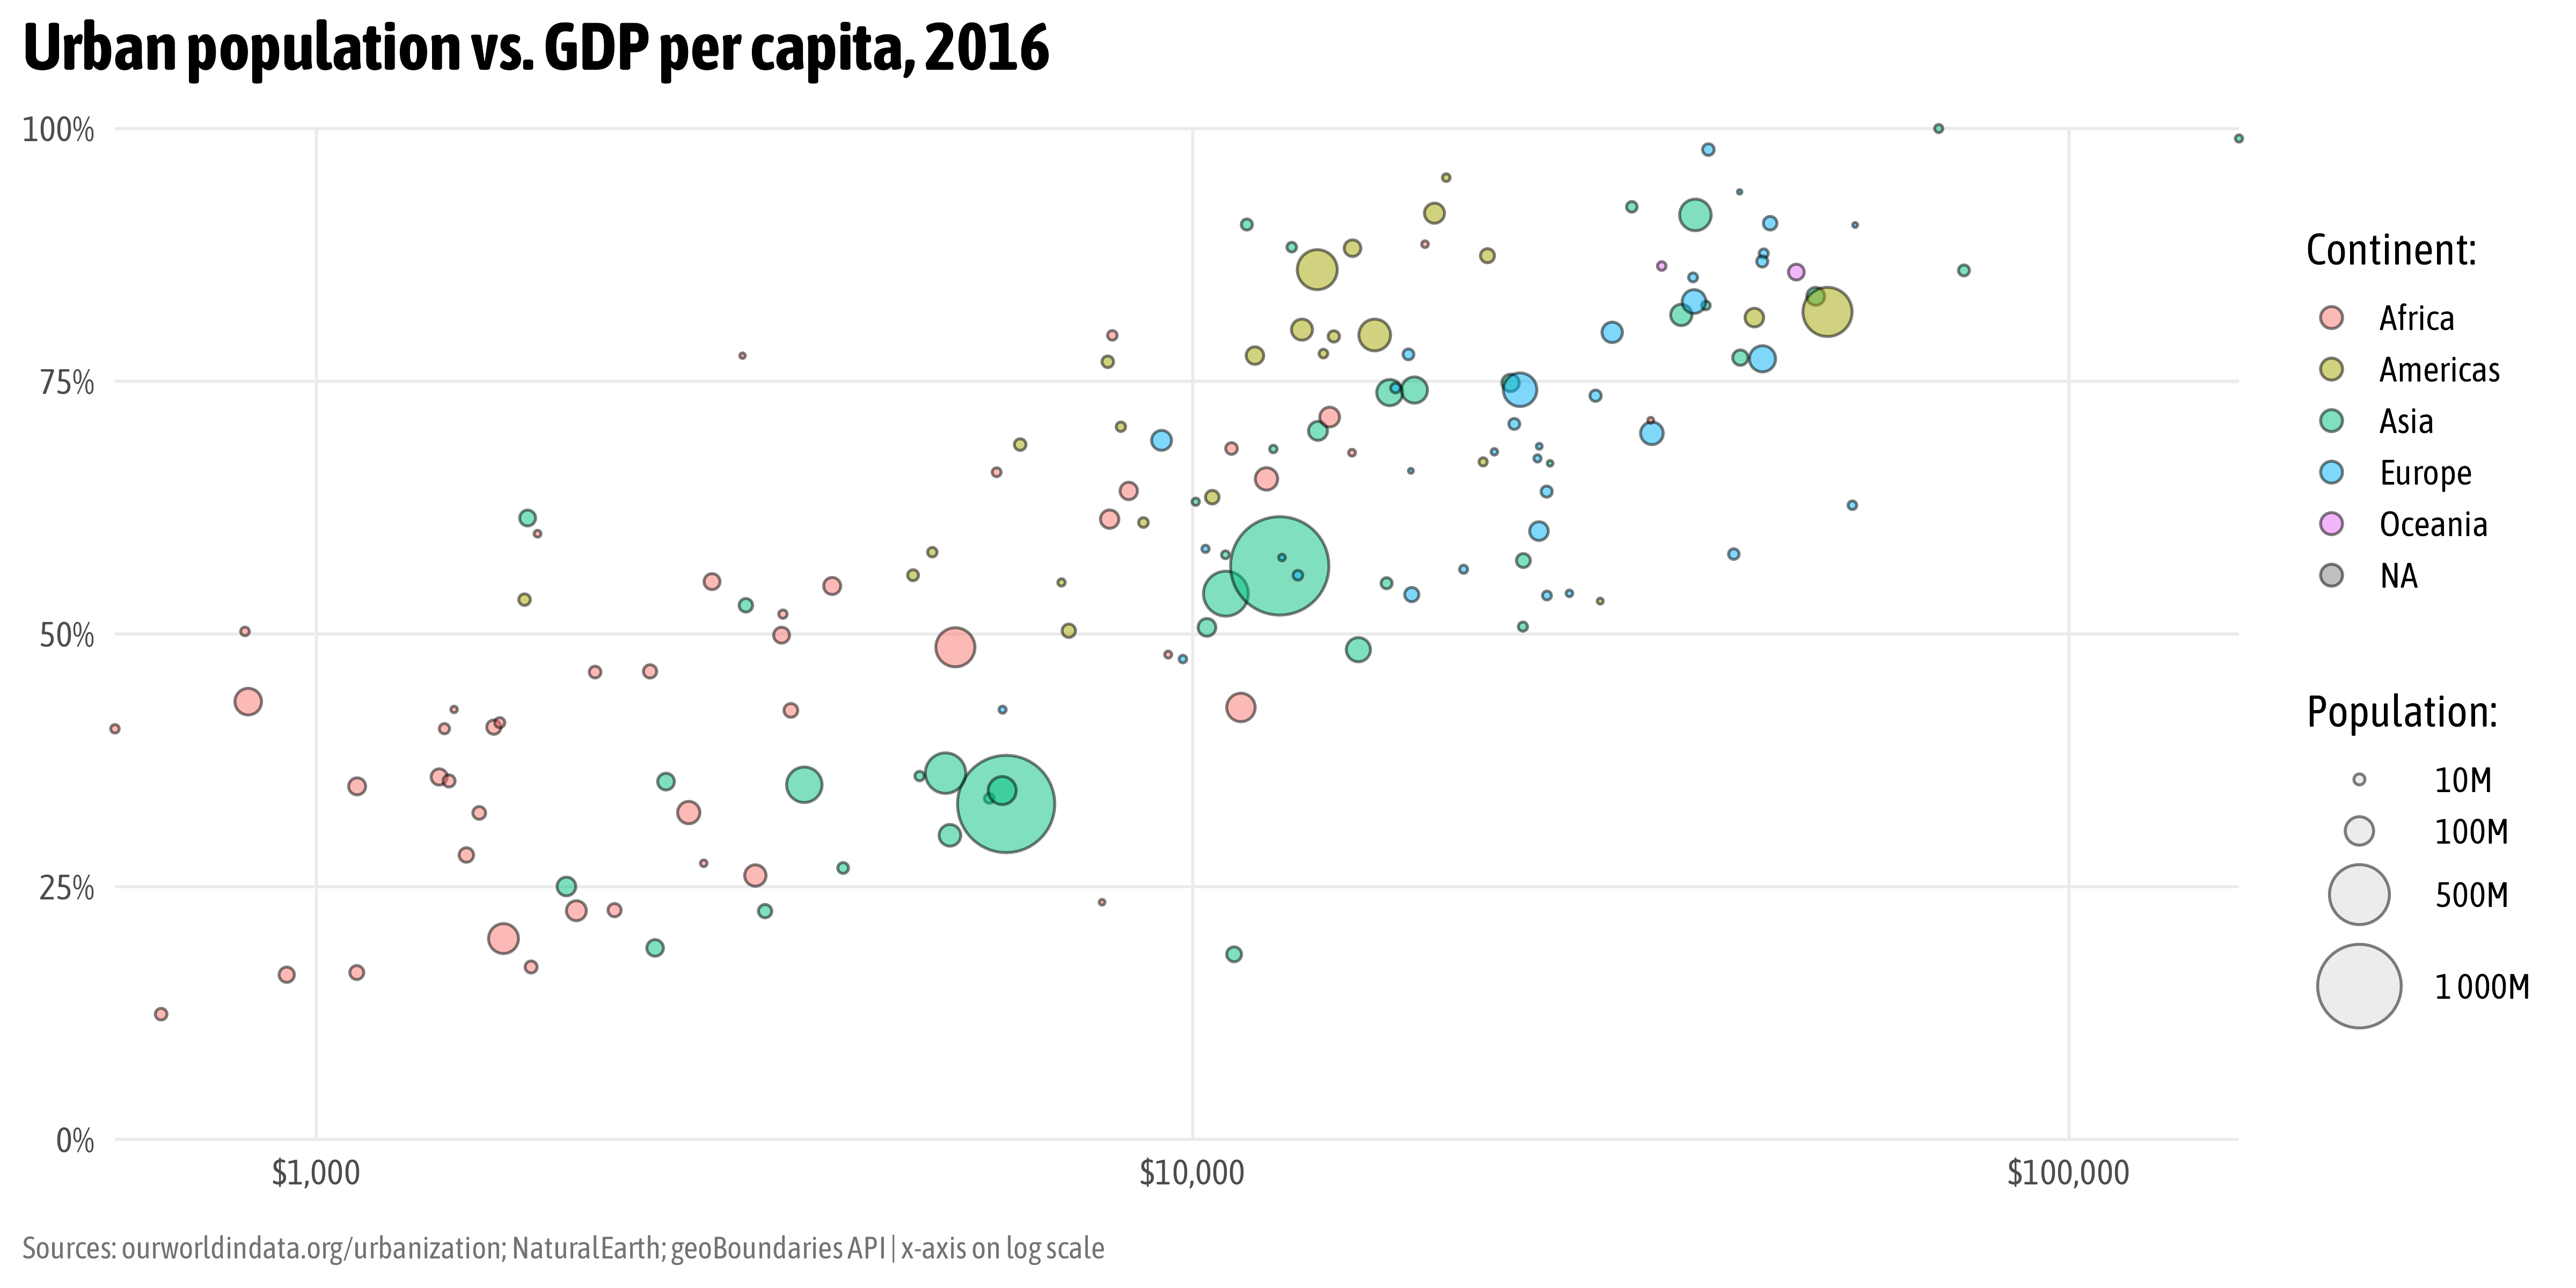 Urban population vs. GDP per capita, 2016
100%
75%
50%
25%
0%
$1,000
$10,000
$100,000
Continent:
Africa
Americas
Asia
Europe
Oceania
NA
Population:
10M
100M
500M
1 000M
Sources: ourworldindata.org/urbanization; NaturalEarth; geoBoundaries API | x-axis on log scale